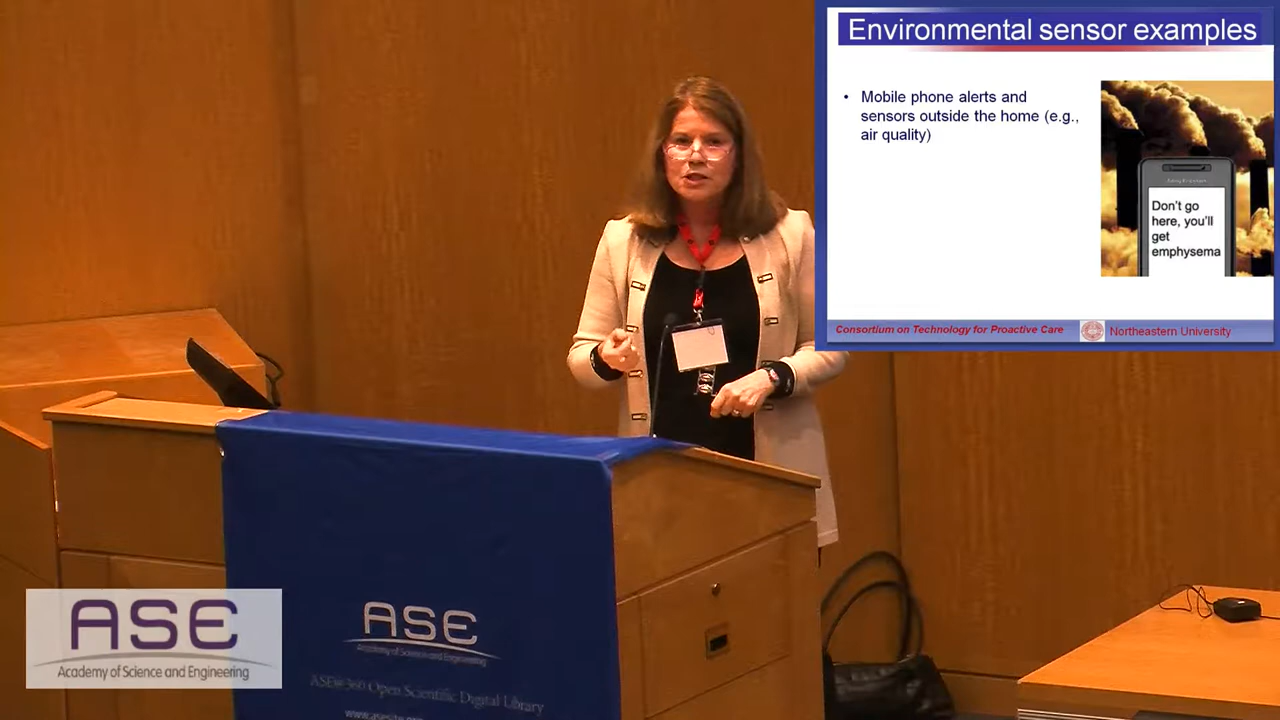 Environmental sensor examples
• Mobile phone alerts and
sensors outside the home (e.g.,
air quality)
Don't go
here, you'll
get
emphysema
Consortium on Technology for Proactive Care
Northeastern University
ASE
Academy of Science and Engineering
ASE@360 Open Scientific Digital Library
ASE
Academy of Science and Engineering